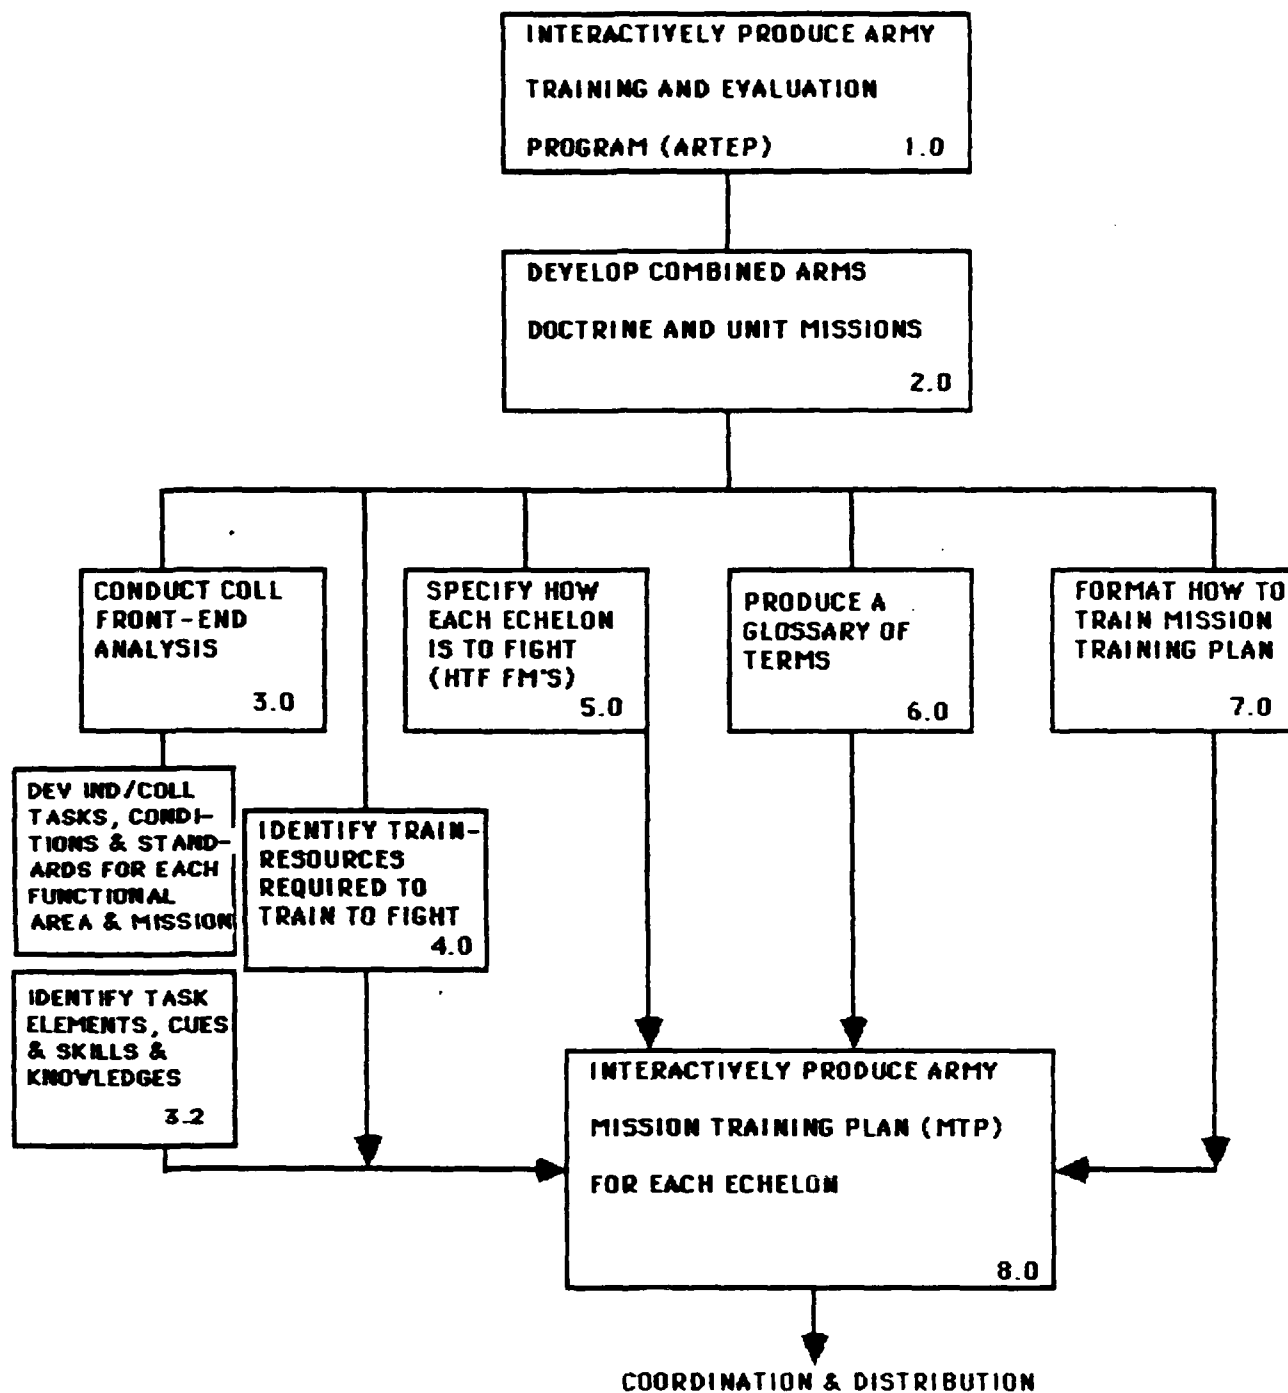 INTERACTIVELY PRODUCE ARMY
TRAINING AND EVALUATION
PROGRAM (ARTEP) 1.0
DEVELOP COMBINED ARMS
DOCTRINE AND UNIT MISSIONS
2.0
CONDUCT COLL
FRONT-END
ANALYSIS
3.0
DEV IND/COLL
TASKS, CONDI-
TIONS & STAND-
ARDS FOR EACH
FUNCTIONAL
AREA & MISSION
IDENTIFY TASK
ELEMENTS, CUES
& SKILLS &
KNOWLEDGES
3.2
IDENTIFY TRAIN-
RESOURCES
REQUIRED TO
TRAIN TO FIGHT
4.0
SPECIFY HOW
EACH ECHELON
IS TO FIGHT
(HTF FM'S)
5.0
PRODUCE A
GLOSSARY OF
TERMS
6.0
FORMAT HOW TO
TRAIN MISSION
TRAINING PLAN
7.0
INTERACTIVELY PRODUCE ARMY
MISSION TRAINING PLAN (MTP)
FOR EACH ECHELON
8.0
COORDINATION & DISTRIBUTION